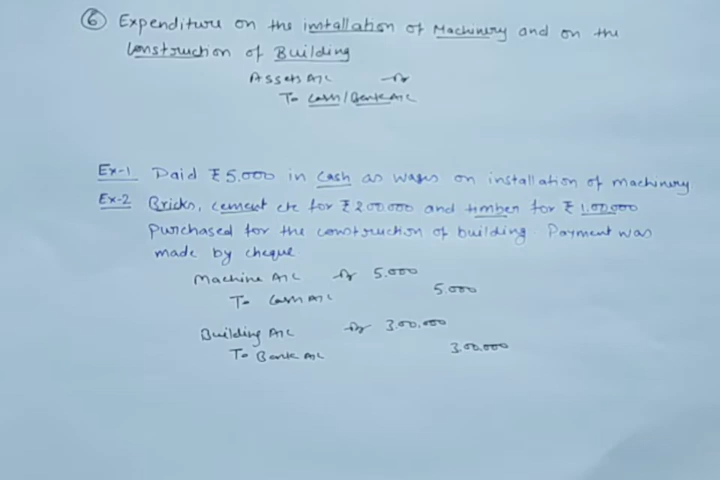 ⑥ Expenditure on the installation of Machinery and on the
Construction of Building
Assets A/C Dr
To Cash/Bank A/C
Ex-1 Paid ₹5,000 in cash as wages on installation of machinery
Ex-2 Bricks, cement etc for ₹200000 and timber for ₹1,00,000
purchased for the construction of building. Payment was
made by cheque
Machine A/C Dr 5,000
To Cash A/C 5,000
Building A/C Dr 3,00,000
To Bank A/C 3,00,000